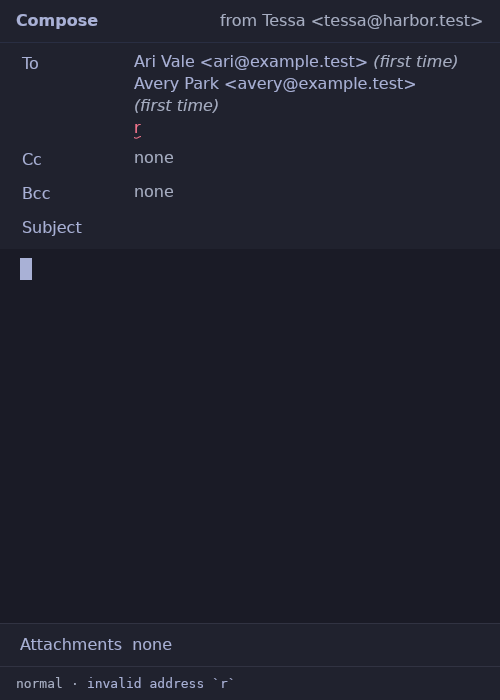 Compose from Tessa <tessa@harbor.test>
To Ari Vale <ari@example.test> (first time)
Avery Park <avery@example.test>
(first time)
r
Cc none
Bcc none
Subject
Attachments none
normal · invalid address `r`